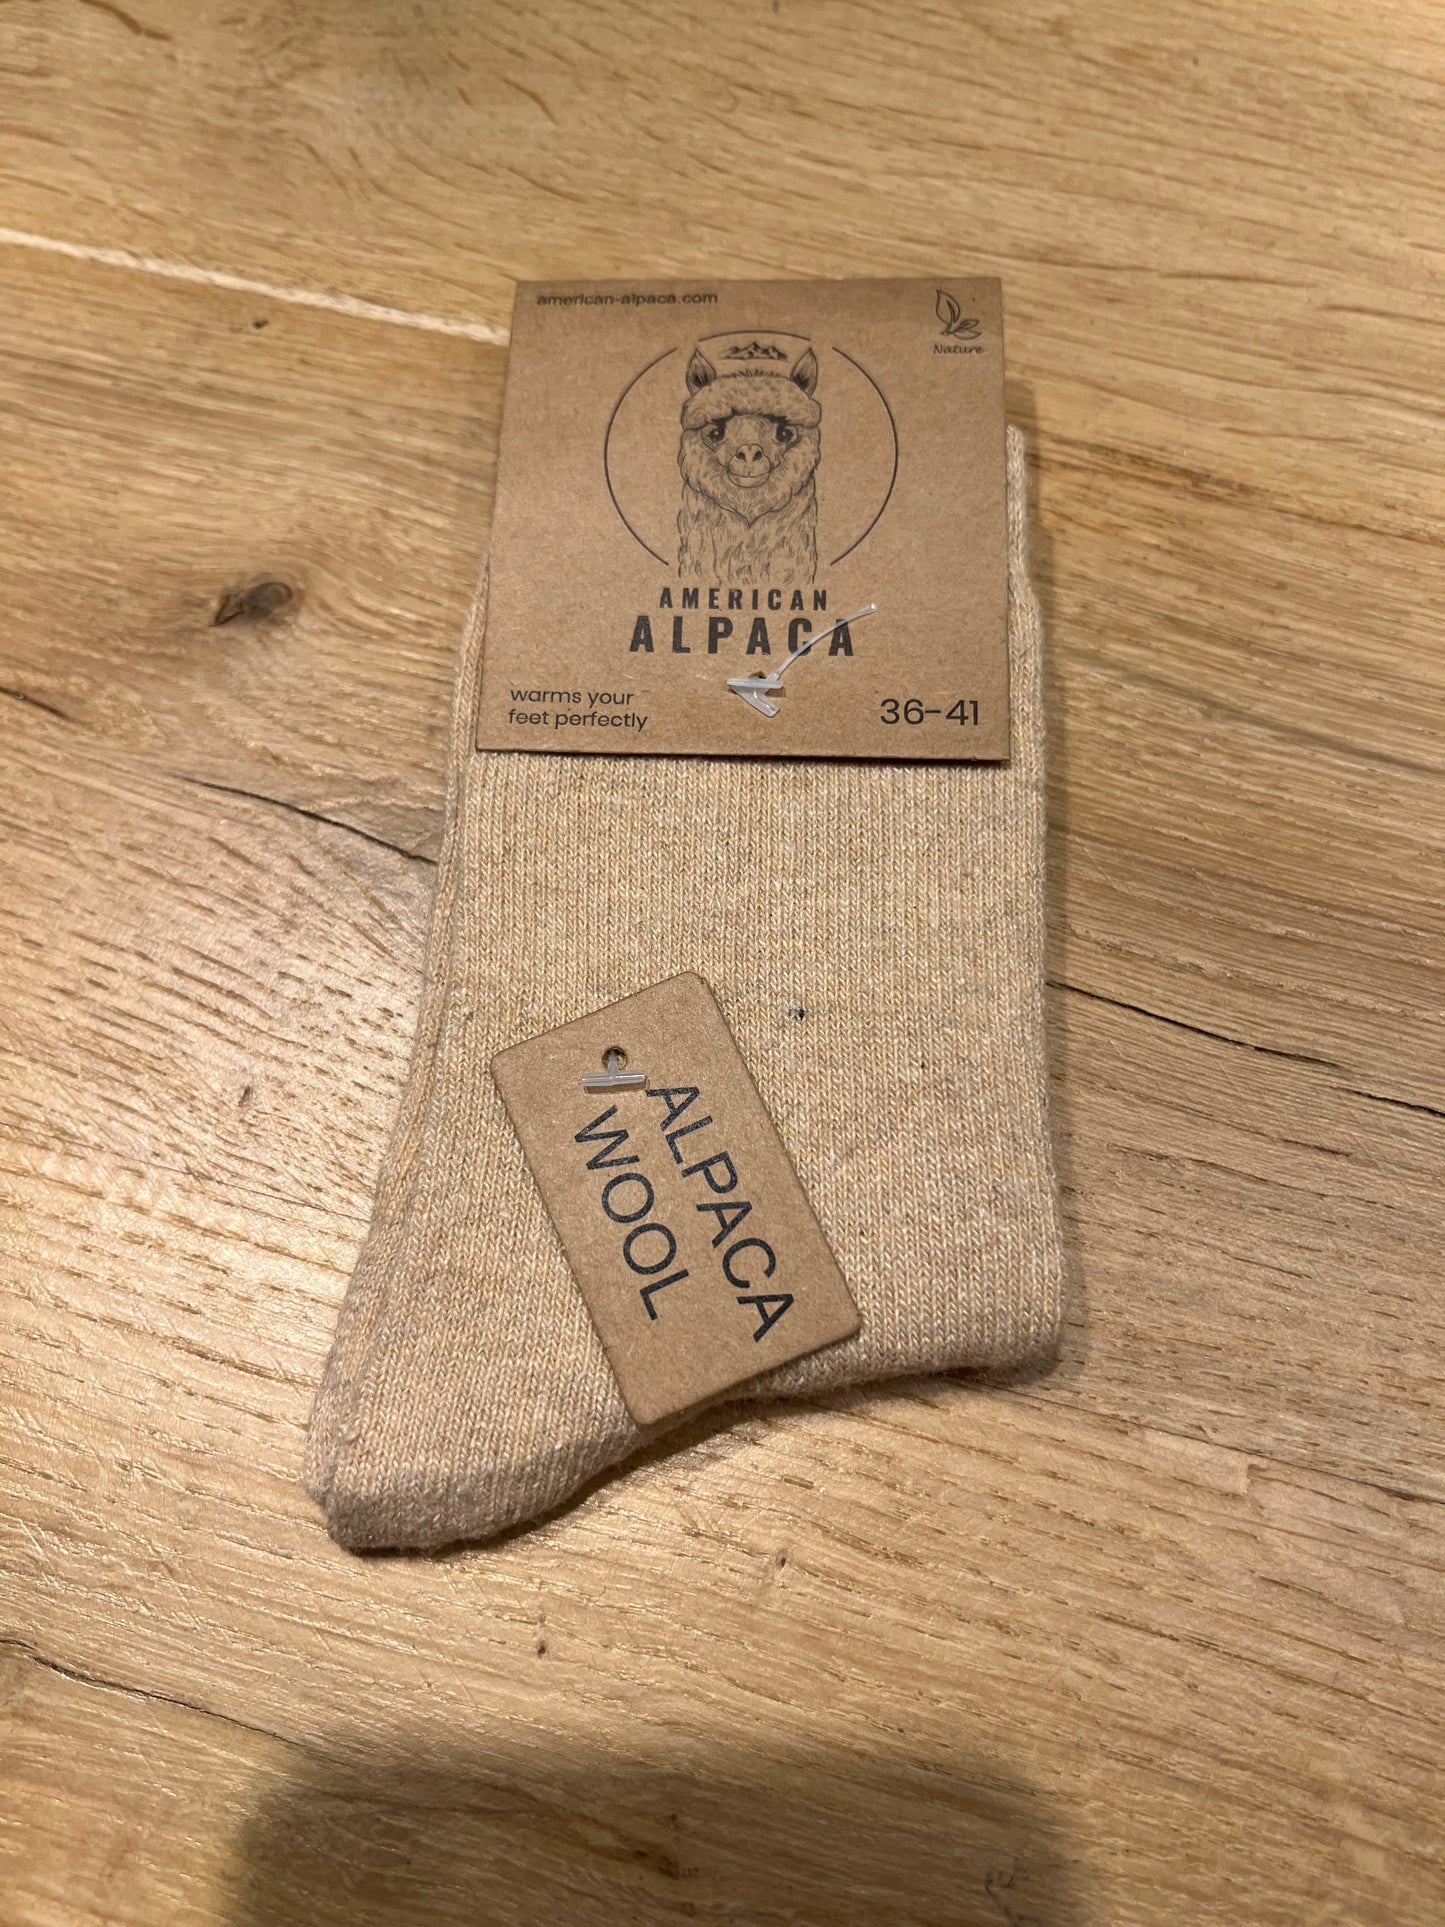 american-alpaca.com
Nature
AMERICAN
ALPACA
warms your
feet perfectly
36-41
ALPACA
WOOL